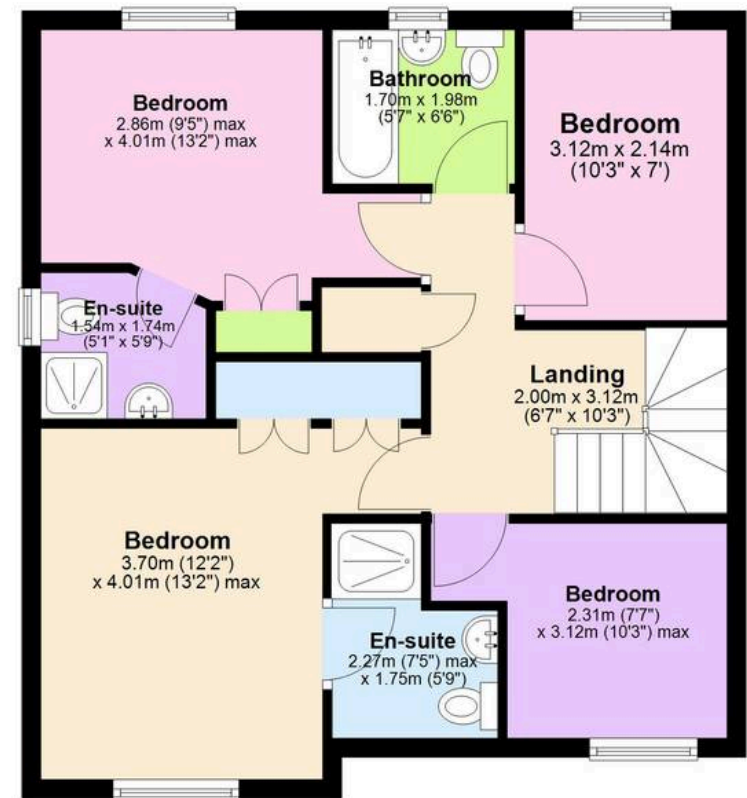 Bedroom
2.86m (9'5") max
x 4.01m (13'2") max
Bathroom
1.70m x 1.98m
(5'7" x 6'6")
Bedroom
3.12m x 2.14m
(10'3" x 7')
En-suite
1.54m x 1.74m
(5'1" x 5'9")
Landing
2.00m x 3.12m
(6'7" x 10'3")
Bedroom
3.70m (12'2")
x 4.01m (13'2") max
En-suite
2.27m (7'5") max
x 1.75m (5'9")
Bedroom
2.31m (7'7")
x 3.12m (10'3") max